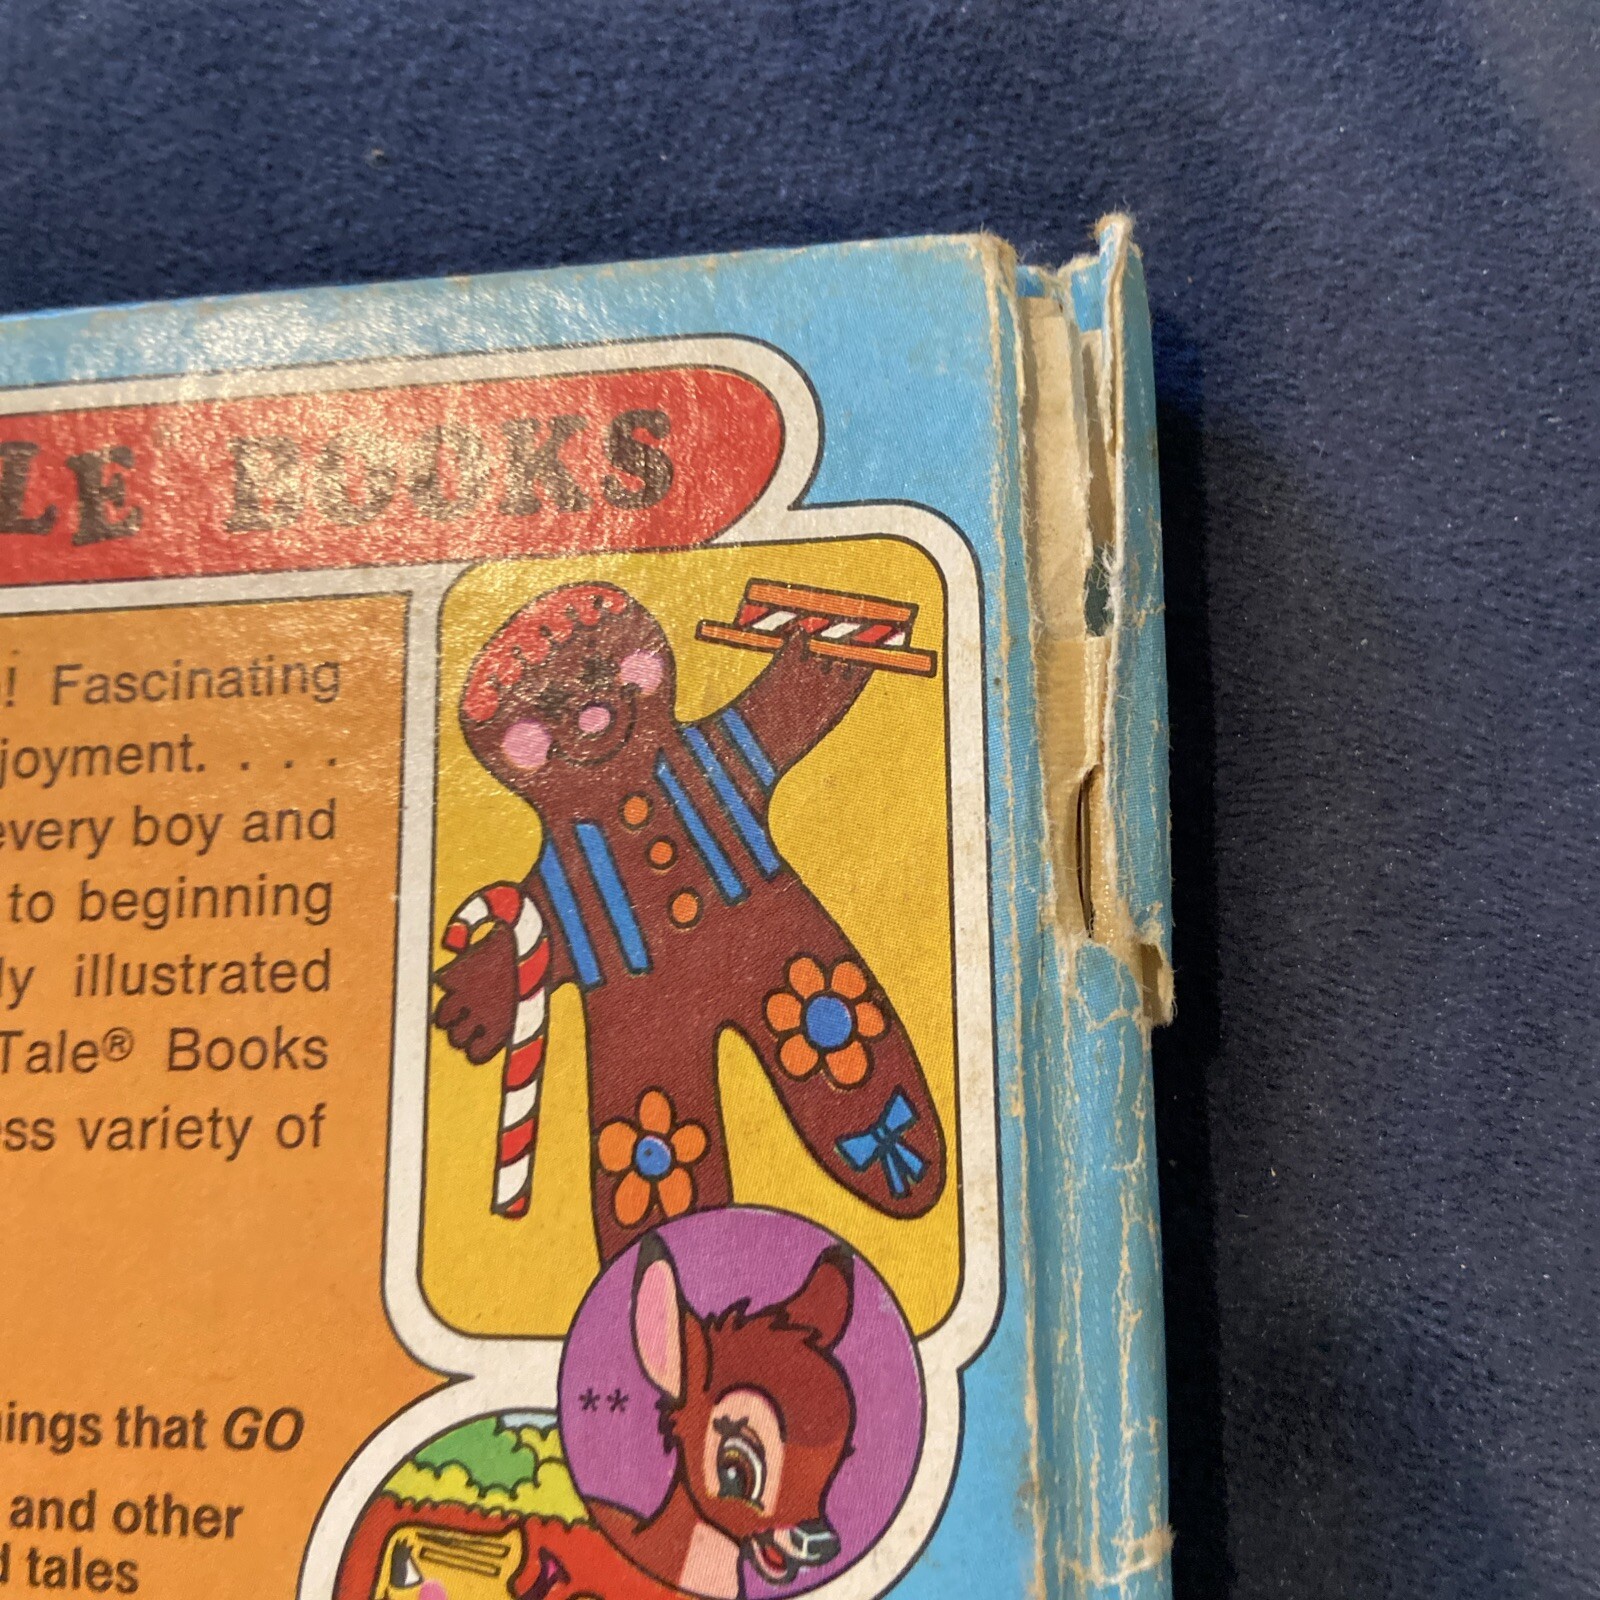 LE BOOKS
! Fascinating
joyment. . . .
every boy and
to beginning
ly illustrated
Tale® Books
ss variety of
ings that GO
and other
tales
**